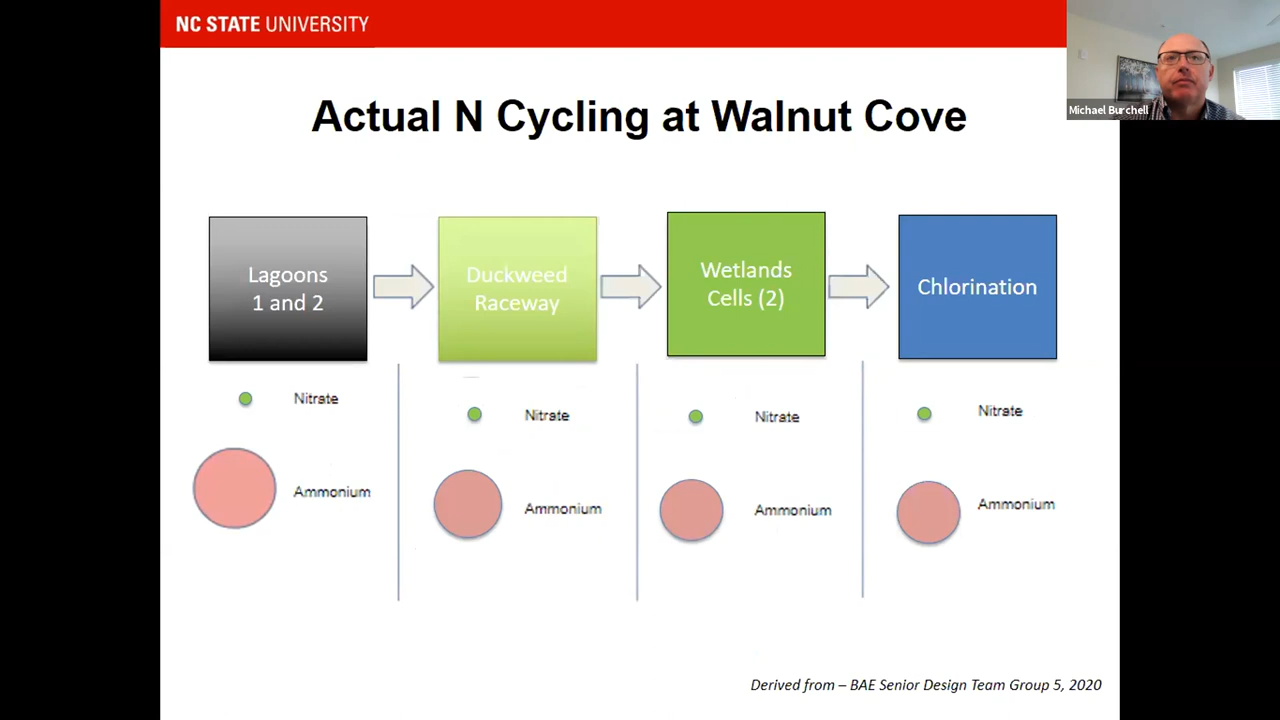 NC STATE UNIVERSITY
Michael Burchell
Actual N Cycling at Walnut Cove
Lagoons
1 and 2
Duckweed
Raceway
Wetlands
Cells (2)
Chlorination
Nitrate
Nitrate
Nitrate
Nitrate
Ammonium
Ammonium
Ammonium
Ammonium
Derived from – BAE Senior Design Team Group 5, 2020